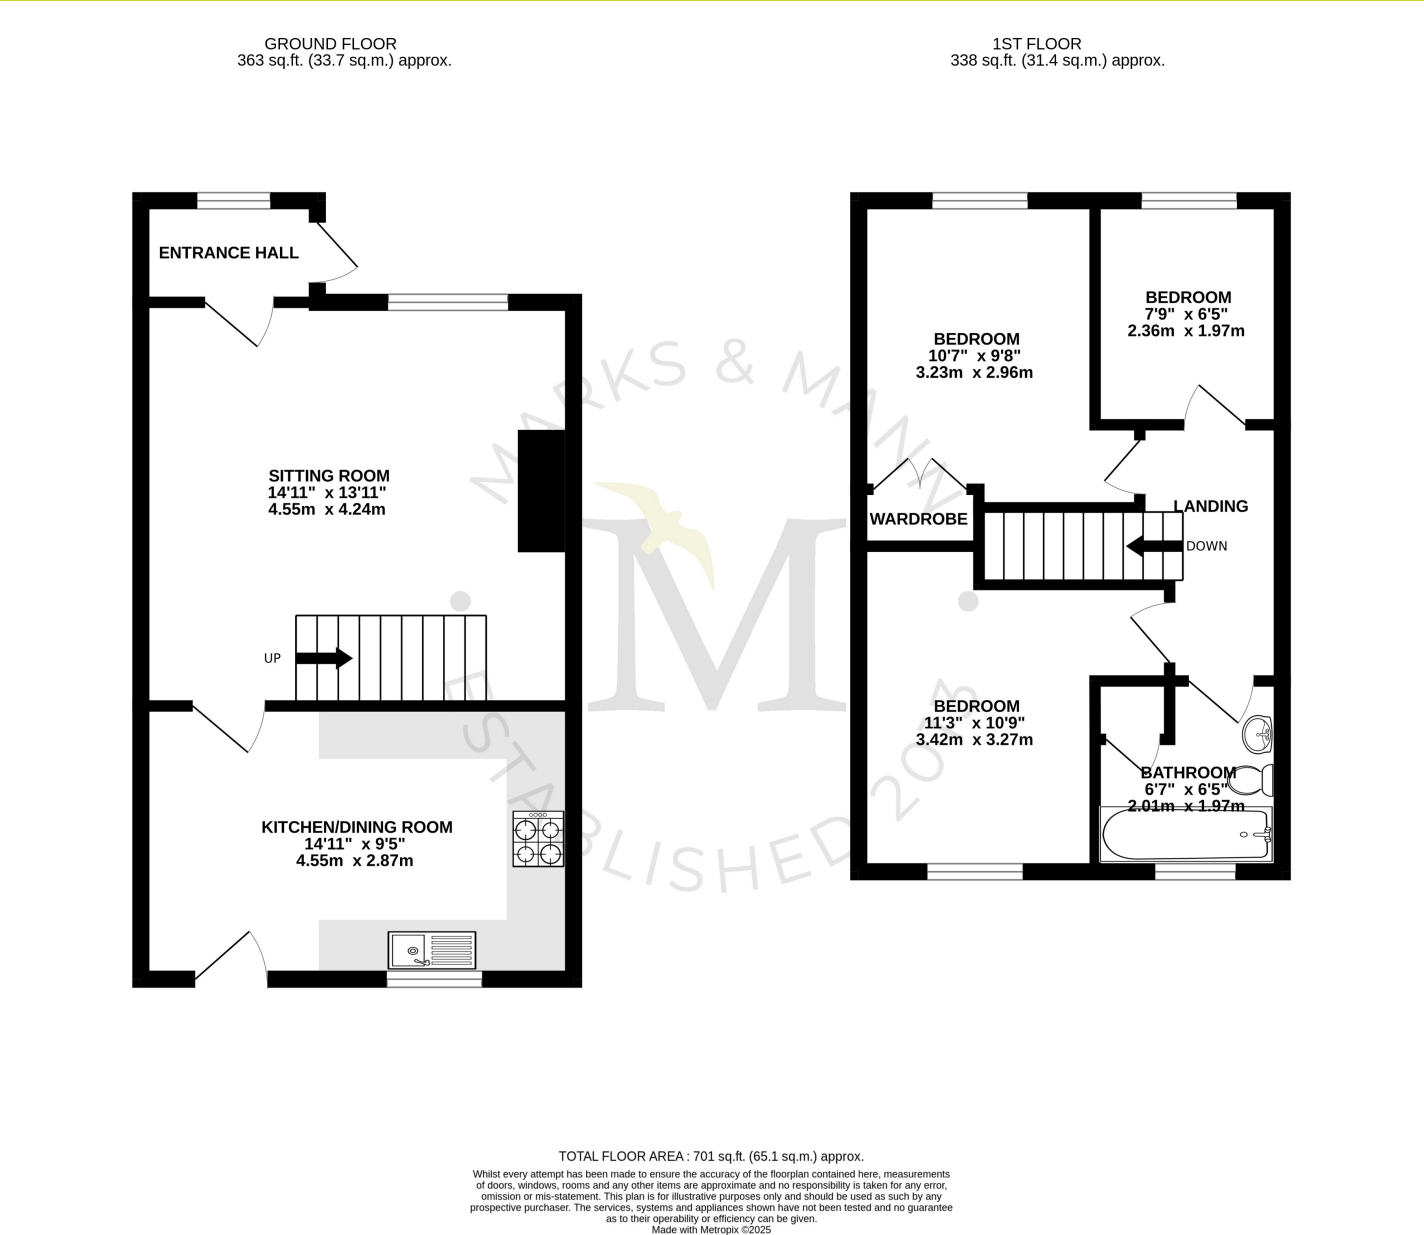 GROUND FLOOR
363 sq.ft. (33.7 sq.m.) approx.
1ST FLOOR
338 sq.ft. (31.4 sq.m.) approx.
ENTRANCE HALL
SITTING ROOM
14'11" x 13'11"
4.55m x 4.24m
UP
KITCHEN/DINING ROOM
14'11" x 9'5"
4.55m x 2.87m
BEDROOM
10'7" x 9'8"
3.23m x 2.96m
BEDROOM
7'9" x 6'5"
2.36m x 1.97m
WARDROBE
LANDING
DOWN
BEDROOM
11'3" x 10'9"
3.42m x 3.27m
BATHROOM
6'7" x 6'5"
2.01m x 1.97m
MARKS & MANN
M
ESTABLISHED 2013
TOTAL FLOOR AREA : 701 sq.ft. (65.1 sq.m.) approx.
Whilst every attempt has been made to ensure the accuracy of the floorplan contained here, measurements
of doors, windows, rooms and any other items are approximate and no responsibility is taken for any error,
omission or mis-statement. This plan is for illustrative purposes only and should be used as such by any
prospective purchaser. The services, systems and appliances shown have not been tested and no guarantee
as to their operability or efficiency can be given.
Made with Metropix ©2025